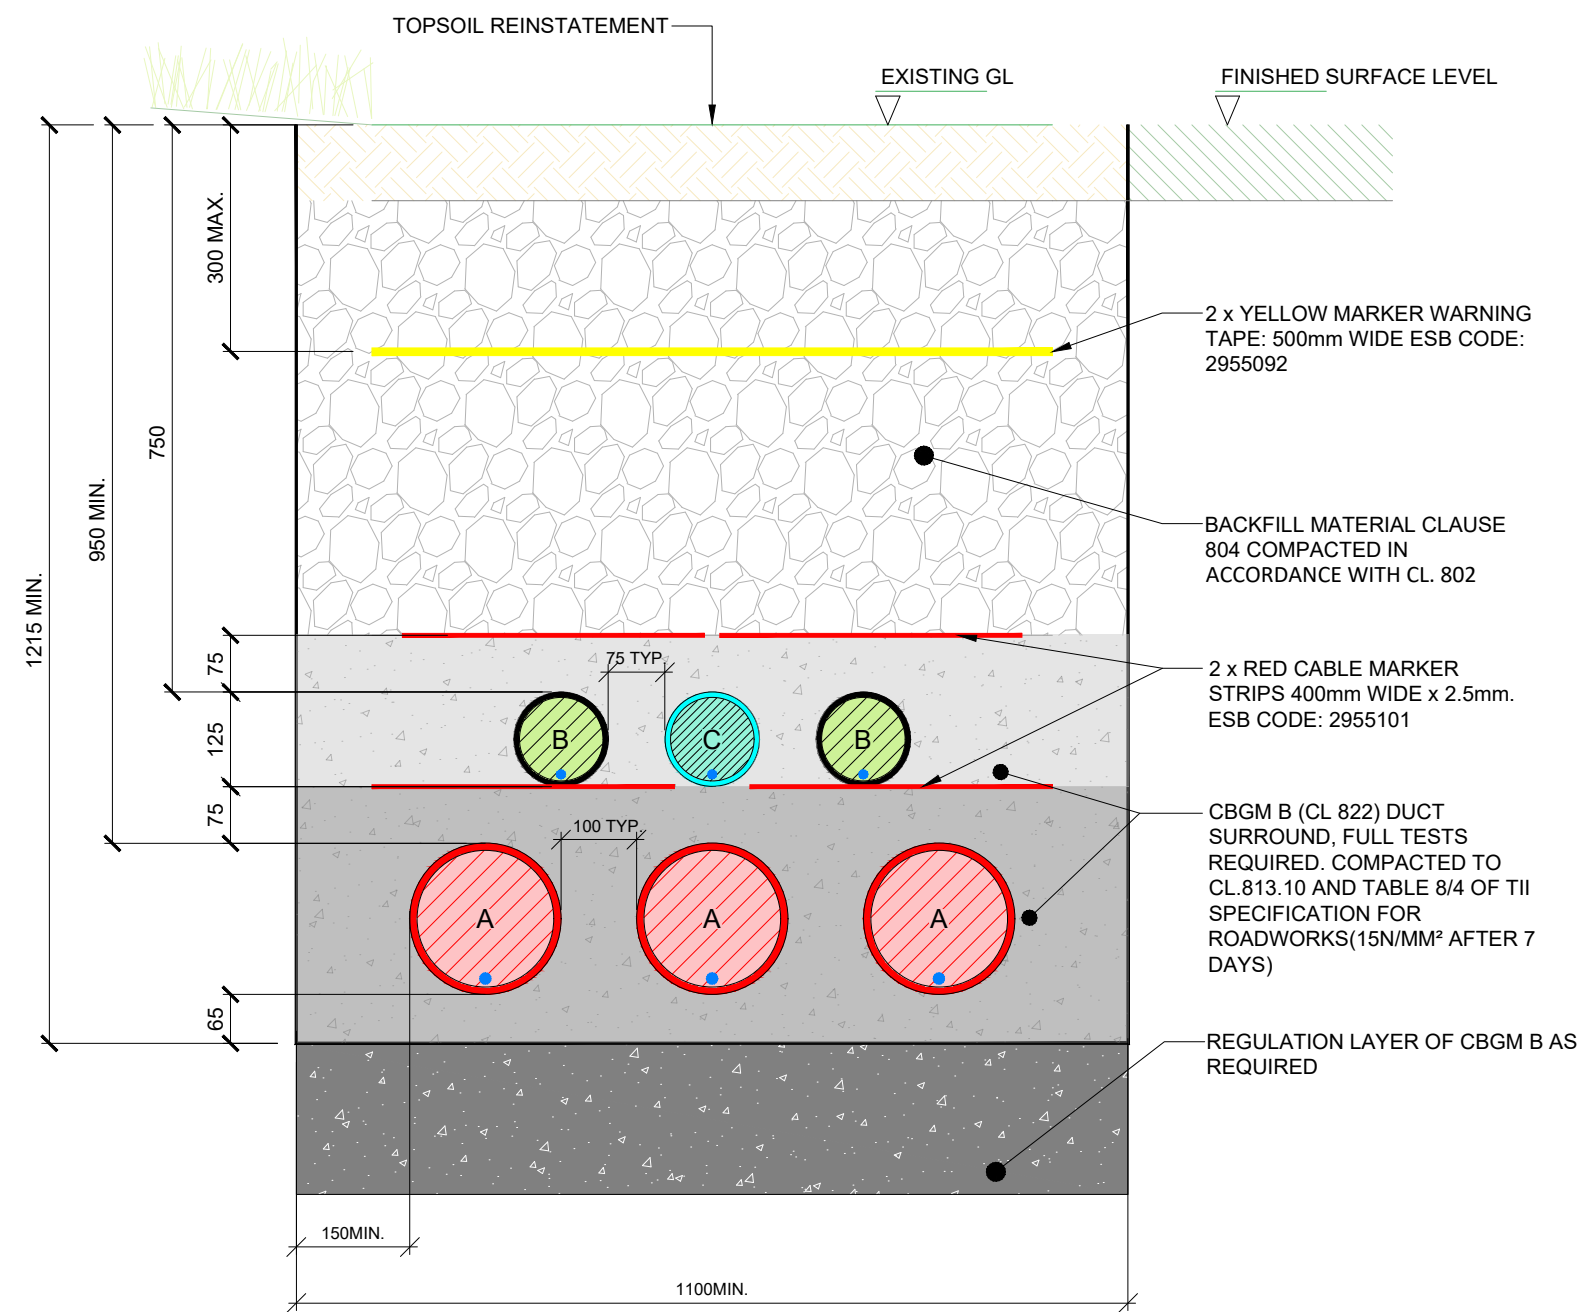 TOPSOIL REINSTATEMENT
EXISTING GL
FINISHED SURFACE LEVEL
300 MAX.
750
950 MIN.
1215 MIN.
2 x YELLOW MARKER WARNING
TAPE: 500mm WIDE ESB CODE:
2955092
BACKFILL MATERIAL CLAUSE
804 COMPACTED IN
ACCORDANCE WITH CL. 802
75
75 TYP.
2 x RED CABLE MARKER
STRIPS 400mm WIDE x 2.5mm.
ESB CODE: 2955101
125
B
C
B
75
100 TYP.
CBGM B (CL 822) DUCT
SURROUND, FULL TESTS
REQUIRED. COMPACTED TO
CL.813.10 AND TABLE 8/4 OF TII
SPECIFICATION FOR
ROADWORKS(15N/MM² AFTER 7
DAYS)
A
A
A
65
REGULATION LAYER OF CBGM B AS
REQUIRED
150MIN.
1100MIN.